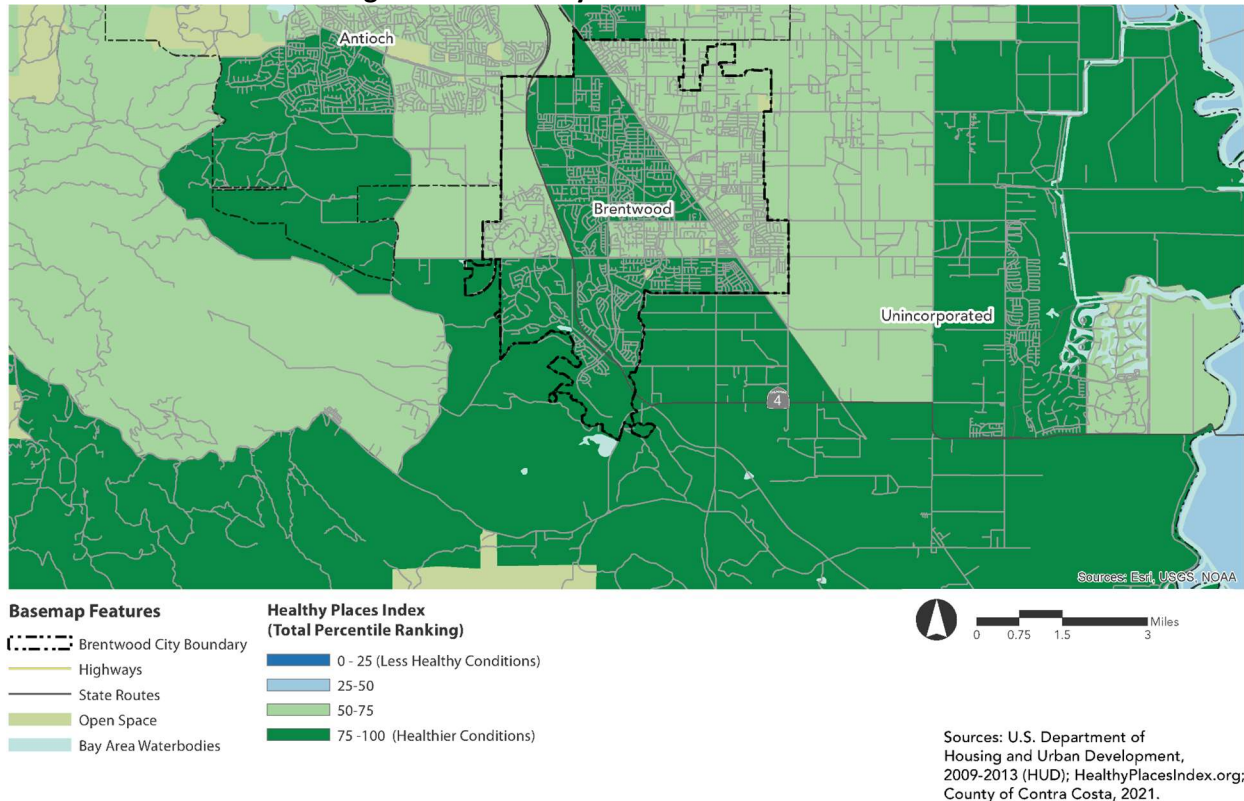 Antioch
Brentwood
Unincorporated
4
Sources: Esri, USGS, NOAA
Basemap Features
Brentwood City Boundary
Highways
State Routes
Open Space
Bay Area Waterbodies
Healthy Places Index
(Total Percentile Ranking)
0 - 25 (Less Healthy Conditions)
25-50
50-75
75 -100 (Healthier Conditions)
0 0.75 1.5 3 Miles
Sources: U.S. Department of
Housing and Urban Development,
2009-2013 (HUD); HealthyPlacesIndex.org;
County of Contra Costa, 2021.